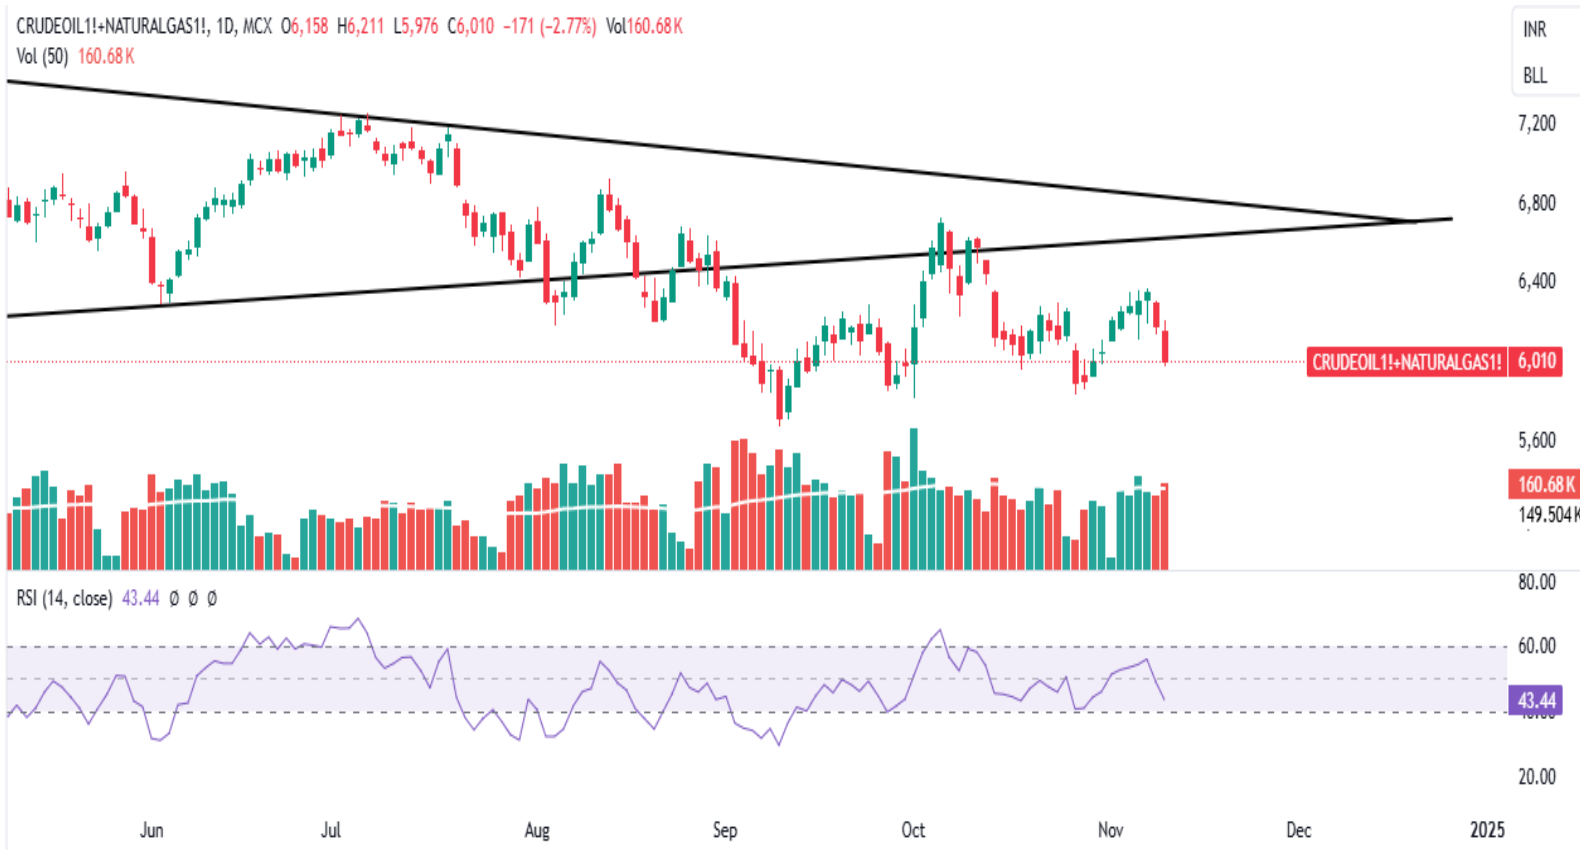 CRUDEOIL1!+NATURALGAS1!, 1D, MCX O6,158 H6,211 L5,976 C6,010 −171 (−2.77%) Vol160.68K
INR
Vol (50) 160.68K
BLL
7,200
6,800
6,400
CRUDEOIL1!+NATURALGAS1! 6,010
5,600
160.68K
149.504K
80.00
RSI (14, close) 43.44 Ø Ø Ø
60.00
43.44
40.00
20.00
Jun Jul Aug Sep Oct Nov Dec 2025